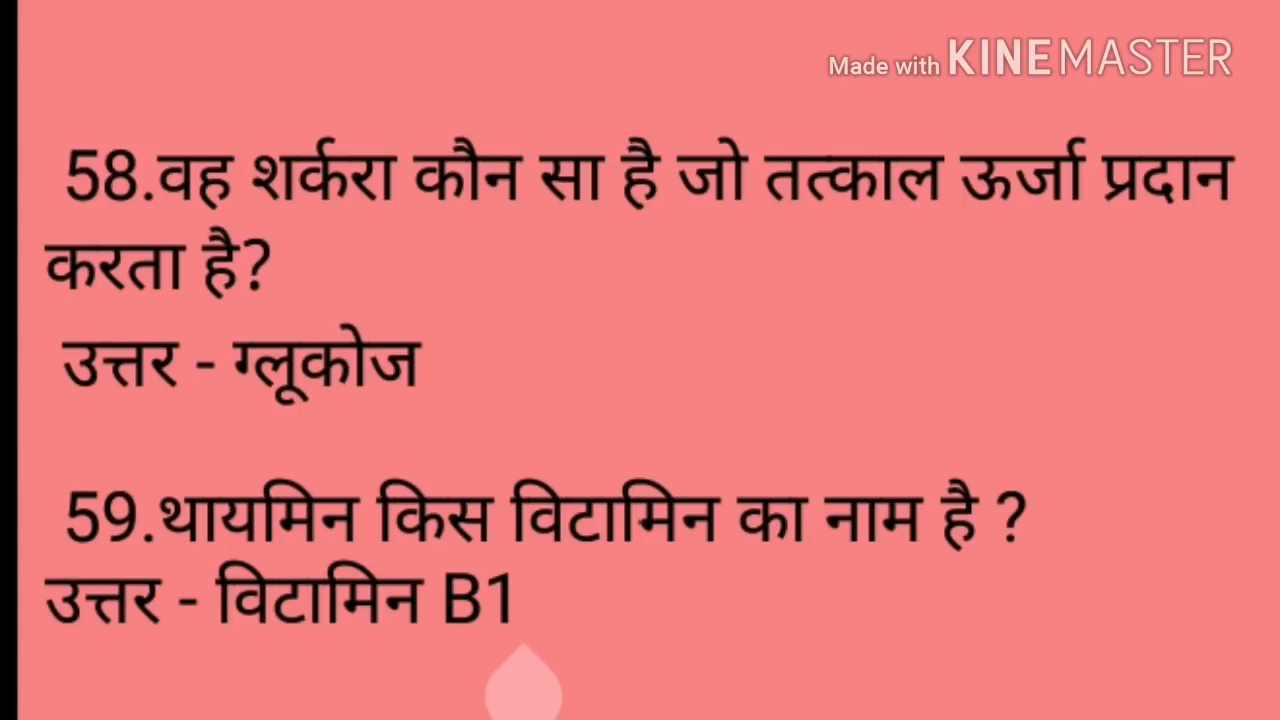 Made with KINEMASTER
58.वह शर्करा कौन सा है जो तत्काल ऊर्जा प्रदान
करता है?
उत्तर - ग्लूकोज
59.थायमिन किस विटामिन का नाम है ?
उत्तर - विटामिन B1